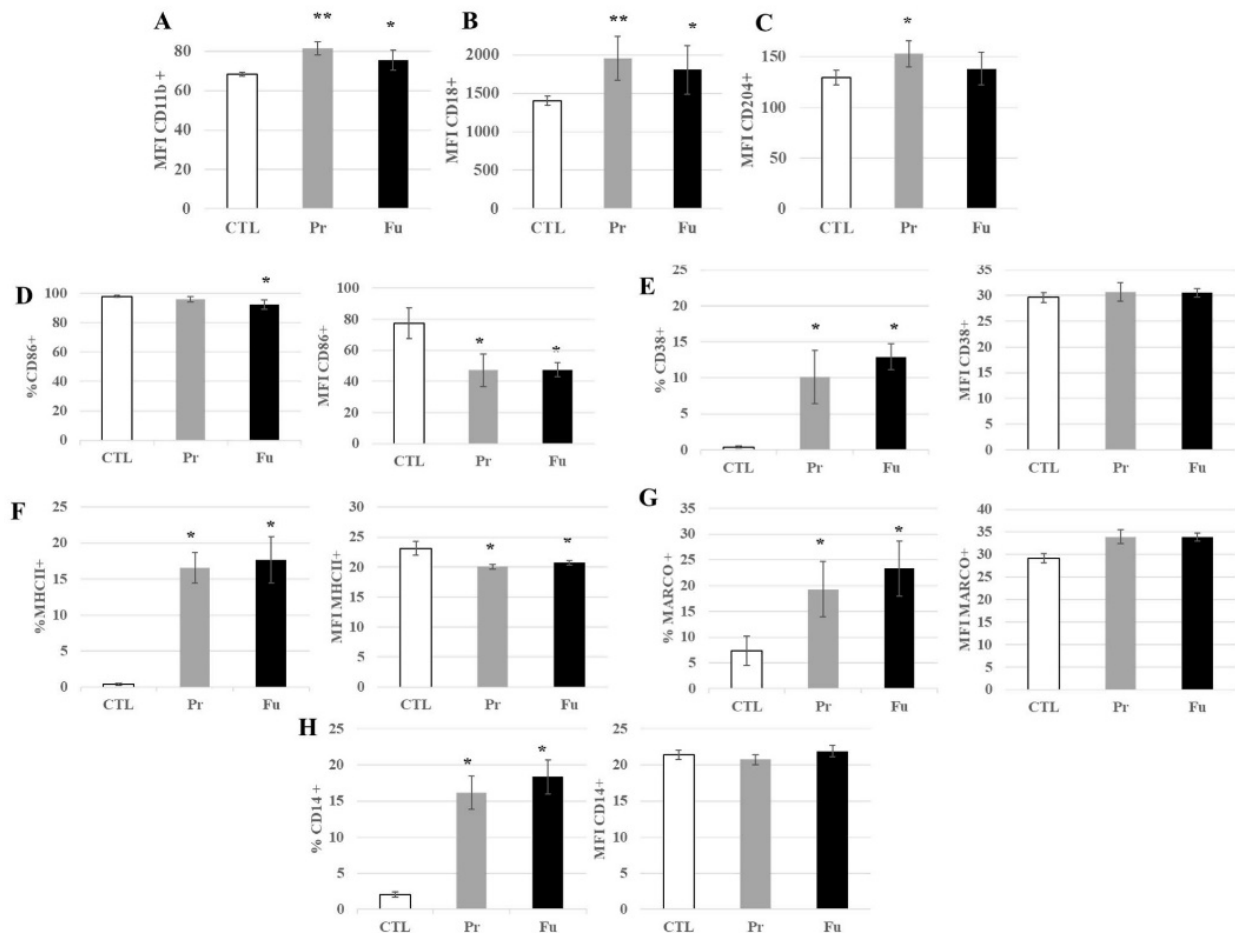 A
MFI CD11b +
80
60
40
20
0
** *
CTL Pr Fu
B
MFI CD18+
2000
1500
1000
500
0
** *
CTL Pr Fu
C
MFI CD204+
150
100
50
0
*
CTL Pr Fu
D
%CD86+
100
80
60
40
20
0
*
CTL Pr Fu
MFI CD86+
100
80
60
40
20
0
* *
CTL Pr Fu
E
% CD38+
25
20
15
10
5
0
* *
CTL Pr Fu
MFI CD38+
35
30
25
20
15
10
5
0
CTL Pr Fu
F
%MHCII+
25
20
15
10
5
0
* *
CTL Pr Fu
MFI MHCII+
30
25
20
15
10
5
0
* *
CTL Pr Fu
G
% MARCO +
35
30
25
20
15
10
5
0
* *
CTL Pr Fu
MFI MARCO+
40
35
30
25
20
15
10
5
0
CTL Pr Fu
H
% CD14 +
25
20
15
10
5
0
* *
CTL Pr Fu
MFI CD14+
25
20
15
10
5
0
CTL Pr Fu